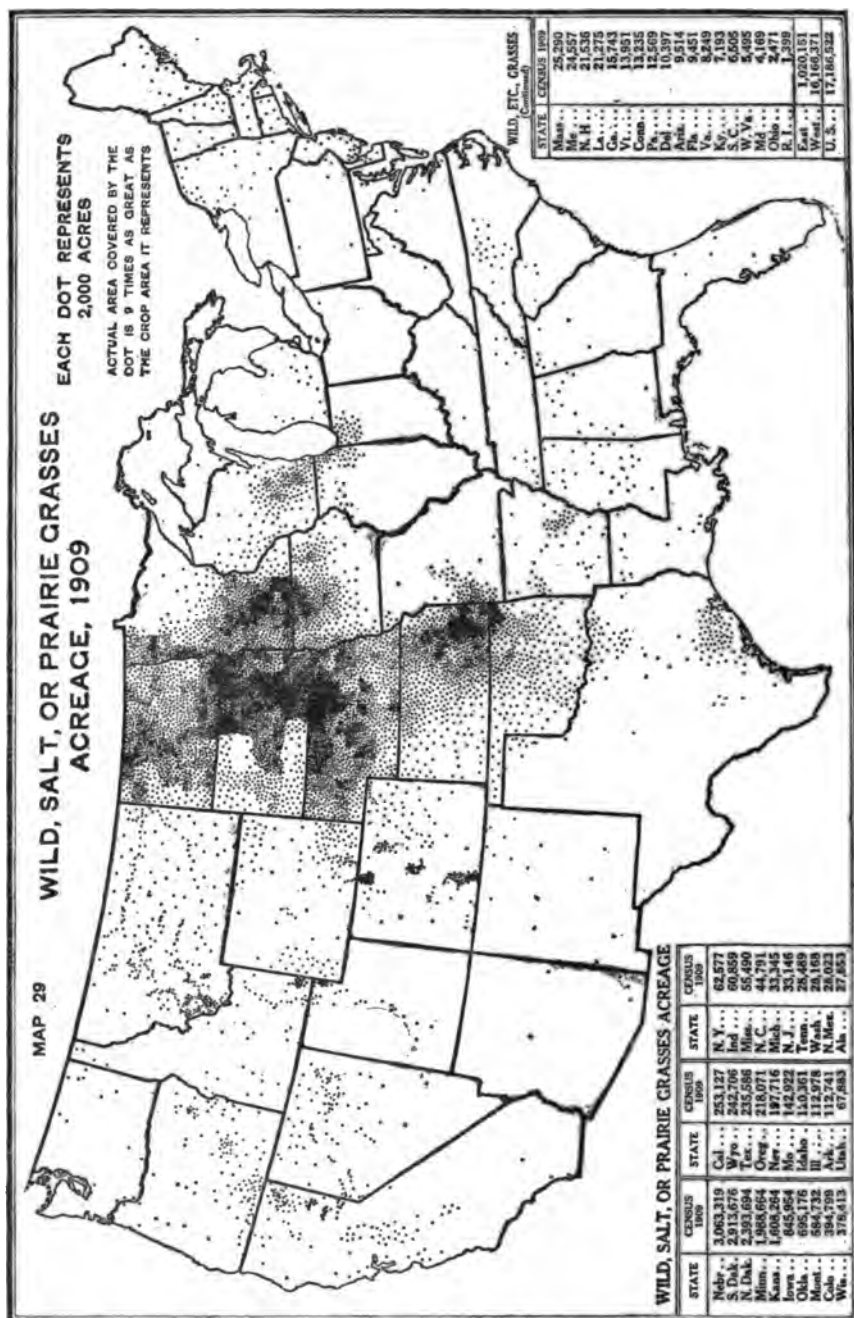 MAP 29
WILD, SALT, OR PRAIRIE GRASSES
ACREAGE, 1909
EACH DOT REPRESENTS
2,000 ACRES
ACTUAL AREA COVERED BY THE
DOT IS 9 TIMES AS GREAT AS
THE CROP AREA IT REPRESENTS
WILD, SALT, OR PRAIRIE GRASSES ACREAGE
STATE CENSUS 1909 STATE CENSUS 1909 STATE CENSUS 1909
Nebr... 3,063,319 Cal... 253,127 N. Y... 62,577
S. Dak. 2,913,676 Wyo... 242,706 Ind... 60,859
N. Dak. 2,393,694 Tex... 235,586 Miss... 55,490
Minn... 1,968,664 Oreg... 218,071 N. C... 44,791
Kans... 1,608,264 Nev... 197,716 Mich... 33,345
Iowa... 845,954 Mo... 142,922 N. J... 33,146
Okla... 695,176 Idaho Tenn... 28,489
Mont... 584,732 Ill... 112,978 Wash... 28,168
Colo... 394,799 Ark... 112,741 N. Mex. 28,023
Wis... 378,413 Utah... 67,883 Ala... 27,653
WILD, ETC., GRASSES
(Continued)
STATE CENSUS 1909
Mass.. 25,290
Me... 24,557
N. H... 21,536
La... 21,275
Ga... 15,743
Vt... 13,951
Conn.. 13,235
Pa... 12,569
Del... 10,397
Ariz... 9,514
Fla... 9,451
Va... 8,249
Ky... 7,193
S. C... 6,505
W. Va. 5,495
Md... 4,169
Ohio.. 2,471
R. I... 1,399
East.. 1,020,151
West.. 16,166,371
U. S... 17,186,522